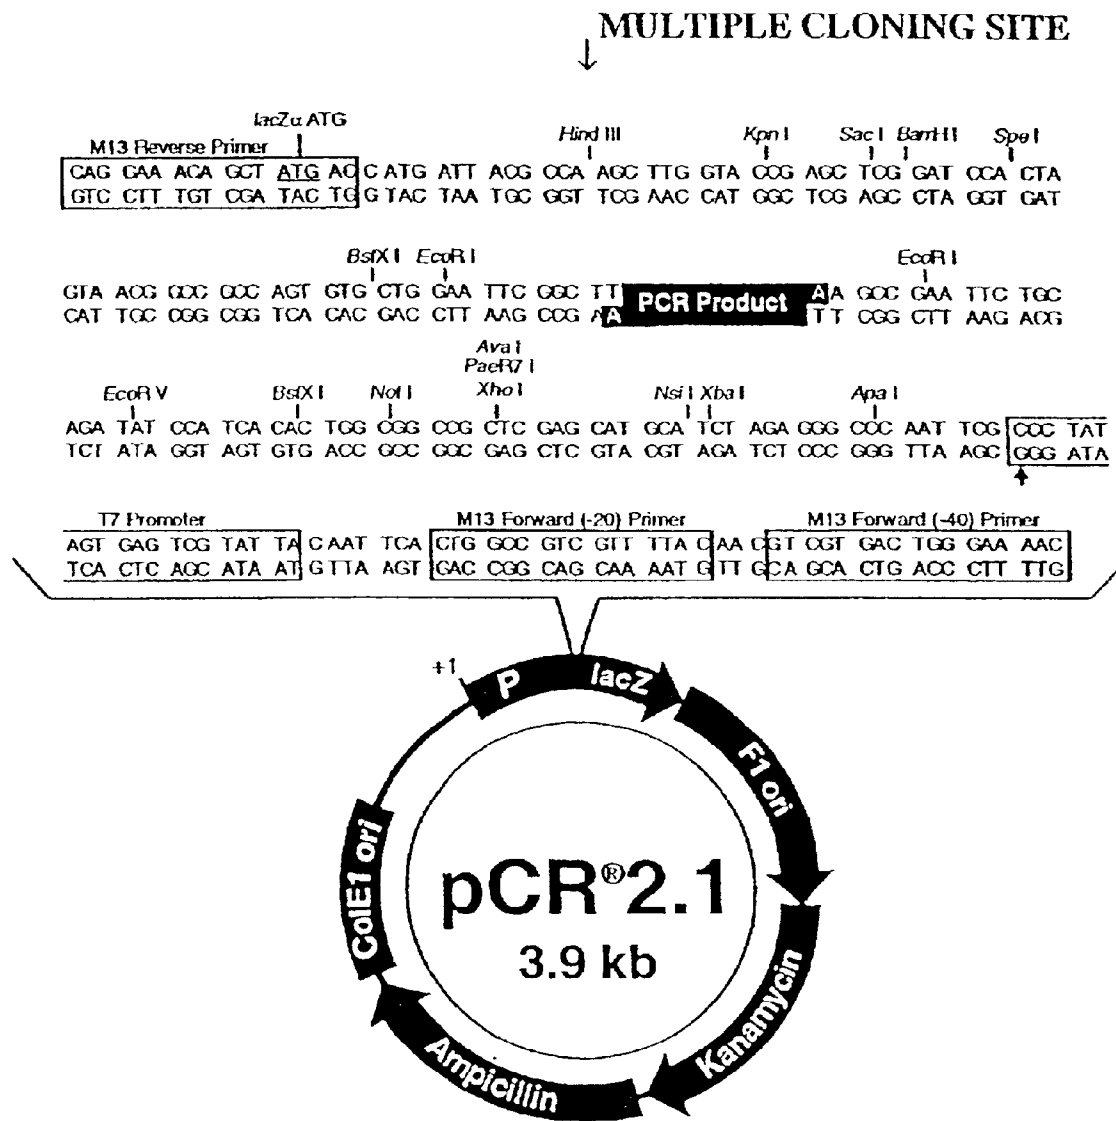 MULTIPLE CLONING SITE
lacZα ATG
M13 Reverse Primer
Hind III Kpn I Sac I BamH I Spe I
CAG GAA ACA GCT ATG AC C ATG ATT ACG CCA AGC TTG GTA CCG AGC TCG GAT CCA CTA
GTC CTT TGT CGA TAC TG G TAC TAA TGC GGT TCG AAC CAT GGC TCG AGC CTA GGT GAT
BstX I EcoR I EcoR I
GTA ACG GCC GCC AGT GTG CTG GAA TTC GGC TT PCR Product A A GCC GAA TTC TGC
CAT TGC CGG CGG TCA CAC GAC CTT AAG CCG A A T T CGG CTT AAG ACG
Ava I
PaeR7 I
EcoR V BstX I Not I Xho I Nsi I Xba I Apa I
AGA TAT CCA TCA CAC TGG CGG CCG CTC GAG CAT GCA TCT AGA GGG CCC AAT TCG CCC TAT
TCT ATA GGT AGT GTG ACC GCC GGC GAG CTC GTA CGT AGA TCT CCC GGG TTA AGC GGG ATA
T7 Promoter M13 Forward (-20) Primer M13 Forward (-40) Primer
AGT GAG TCG TAT TA C AAT TCA CTG GCC GTC GTT TTA C AA CGT CGT GAC TGG GAA AAC
TCA CTC AGC ATA AT G TTA AGT GAC CGG CAG CAA AAT G TT GCA GCA CTG ACC CTT TTG
+1
P lacZ
F1 ori
Kanamycin
Ampicillin
ColE1 ori
pCR®2.1
3.9 kb